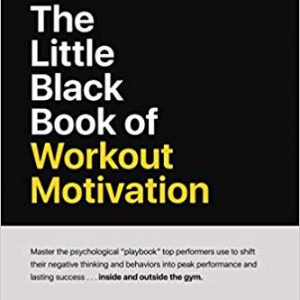 The Little
Black
Book of
Workout
Motivation
Master the psychological "playbook" top performers use to shift
their negative thinking and behaviors into peak performance and
lasting success . . . inside and outside the gym.